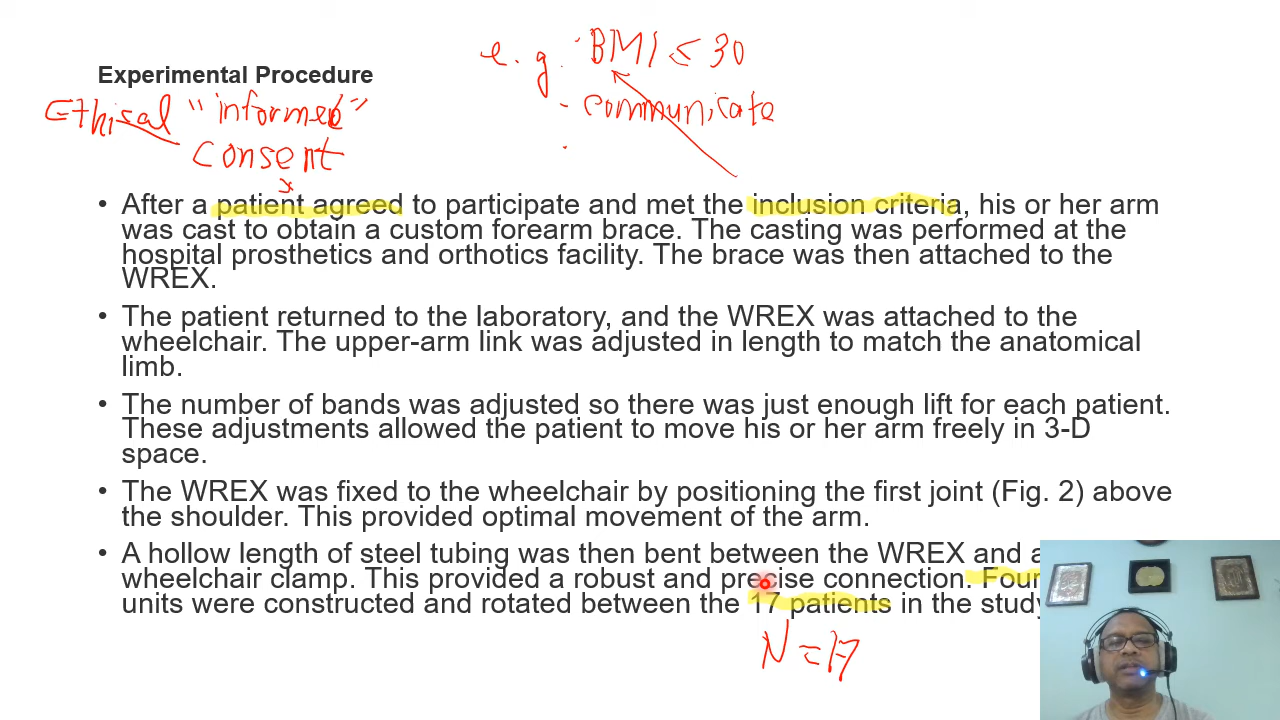 e.g. · BMI ≤ 30
Experimental Procedure
Ethical "informed"
- communicate
consent
• After a patient agreed to participate and met the inclusion criteria, his or her arm
was cast to obtain a custom forearm brace. The casting was performed at the
hospital prosthetics and orthotics facility. The brace was then attached to the
WREX.
• The patient returned to the laboratory, and the WREX was attached to the
wheelchair. The upper-arm link was adjusted in length to match the anatomical
limb.
• The number of bands was adjusted so there was just enough lift for each patient.
These adjustments allowed the patient to move his or her arm freely in 3-D
space.
• The WREX was fixed to the wheelchair by positioning the first joint (Fig. 2) above
the shoulder. This provided optimal movement of the arm.
• A hollow length of steel tubing was then bent between the WREX and a
wheelchair clamp. This provided a robust and precise connection. Four
units were constructed and rotated between the 17 patients in the study
N = 17